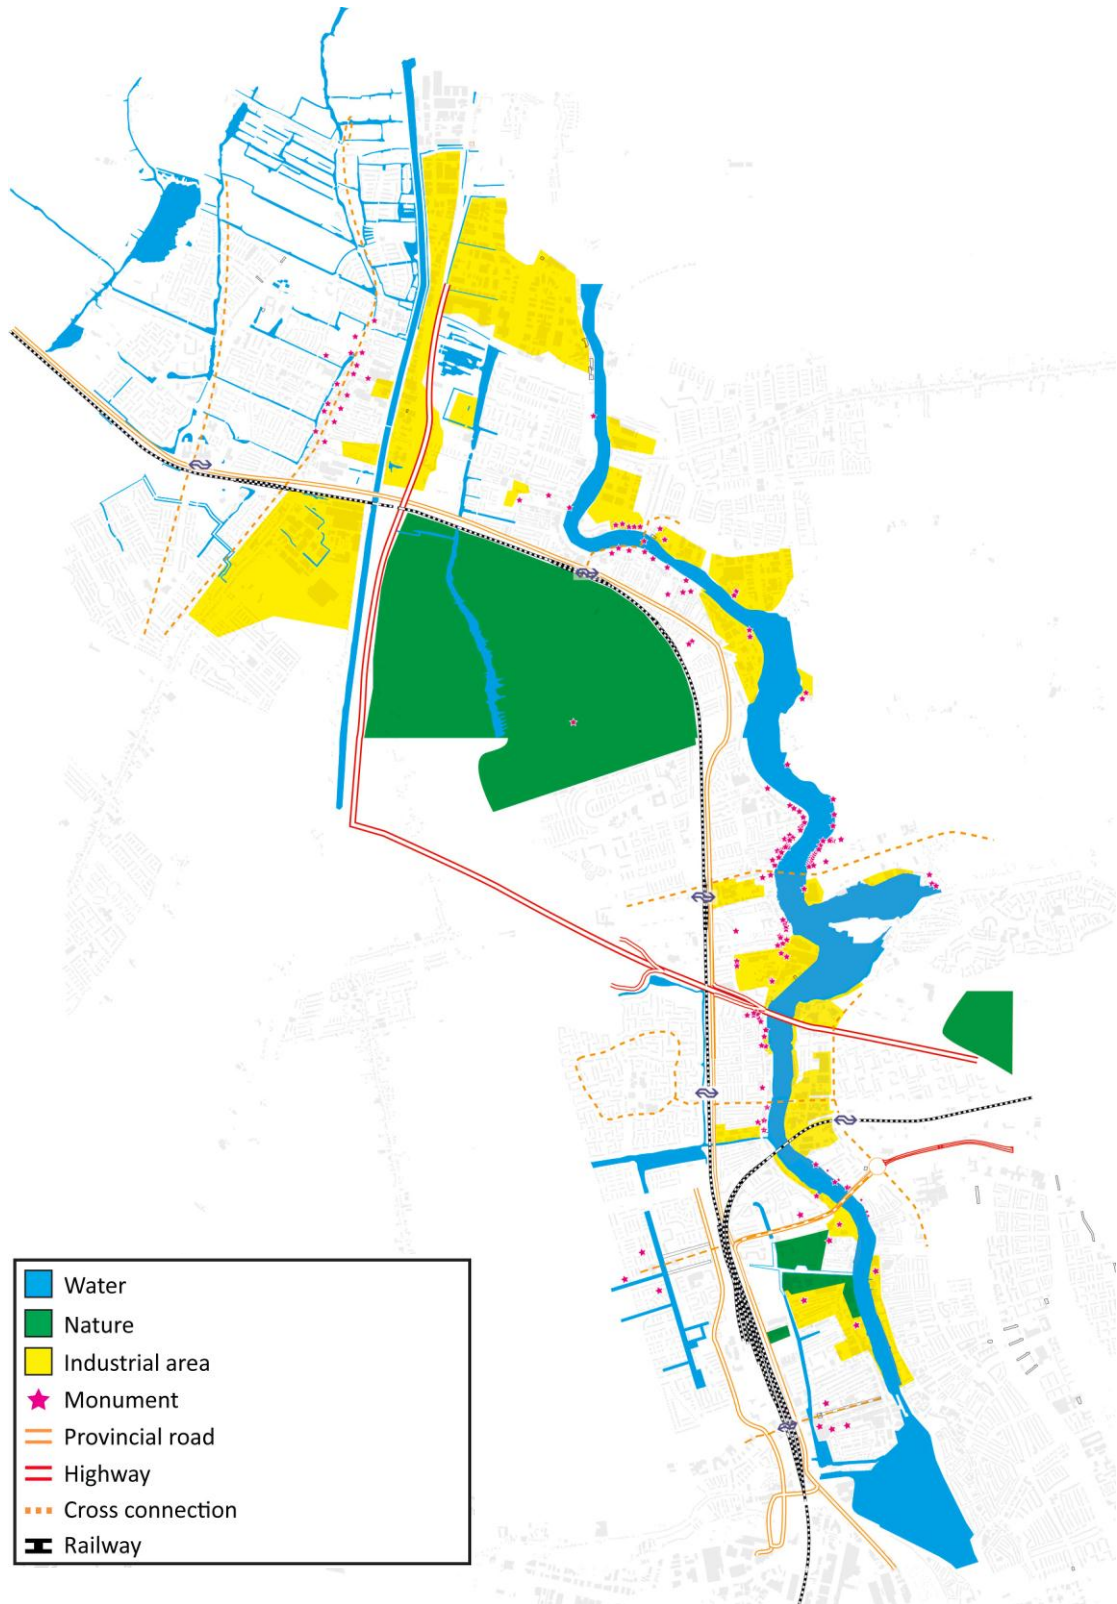 Water
Nature
Industrial area
Monument
Provincial road
Highway
Cross connection
Railway